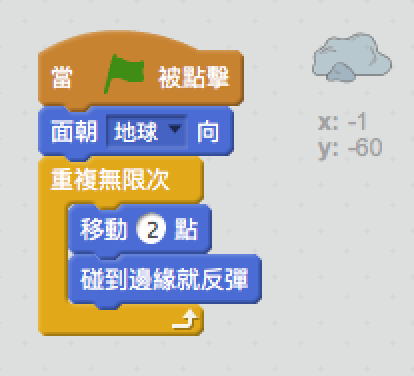 當 被點擊
面朝 地球 向
重複無限次
移動 2 點
碰到邊緣就反彈
x: -1
y: -60